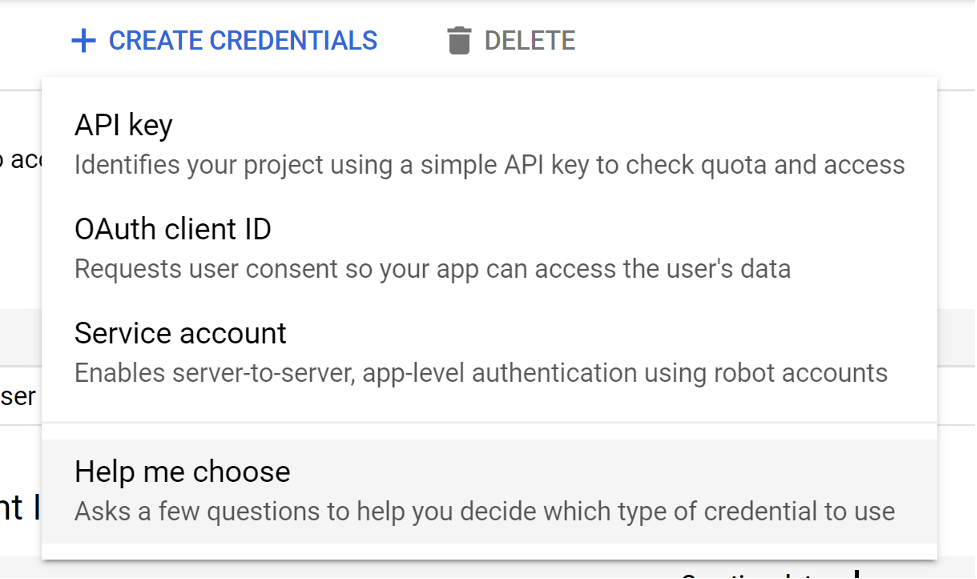 CREATE CREDENTIALS DELETE
API key
Identifies your project using a simple API key to check quota and access
OAuth client ID
Requests user consent so your app can access the user's data
Service account
Enables server-to-server, app-level authentication using robot accounts
ser
Help me choose
Asks a few questions to help you decide which type of credential to use